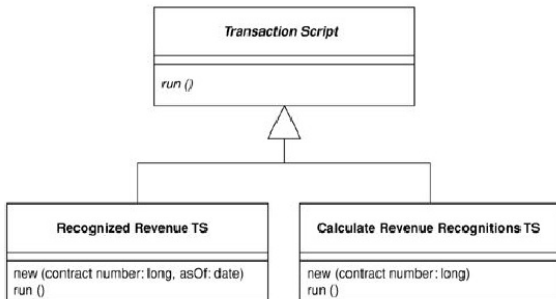 Transaction Script
run ()
Recognized Revenue TS
new (contract number: long, asOf: date)
run ()
Calculate Revenue Recognitions TS
new (contract number: long)
run ()